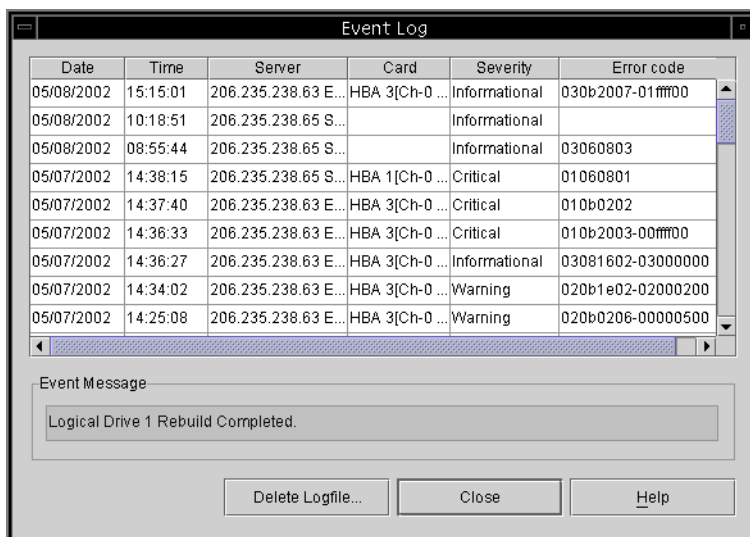 Event Log
Date Time Server Card Severity Error code
05/08/2002 15:15:01 206.235.238.63 E... HBA 3[Ch-0 ... Informational 030b2007-01ffff00
05/08/2002 10:18:51 206.235.238.65 S... Informational
05/08/2002 08:55:44 206.235.238.65 S... Informational 03060803
05/07/2002 14:38:15 206.235.238.65 S... HBA 1[Ch-0 ... Critical 01060801
05/07/2002 14:37:40 206.235.238.63 E... HBA 3[Ch-0 ... Critical 010b0202
05/07/2002 14:36:33 206.235.238.63 E... HBA 3[Ch-0 ... Critical 010b2003-00ffff00
05/07/2002 14:36:27 206.235.238.63 E... HBA 3[Ch-0 ... Informational 03081602-03000000
05/07/2002 14:34:02 206.235.238.63 E... HBA 3[Ch-0 ... Warning 020b1e02-02000200
05/07/2002 14:25:08 206.235.238.63 E... HBA 3[Ch-0 ... Warning 020b0206-00000500
Event Message
Logical Drive 1 Rebuild Completed.
Delete Logfile... Close Help